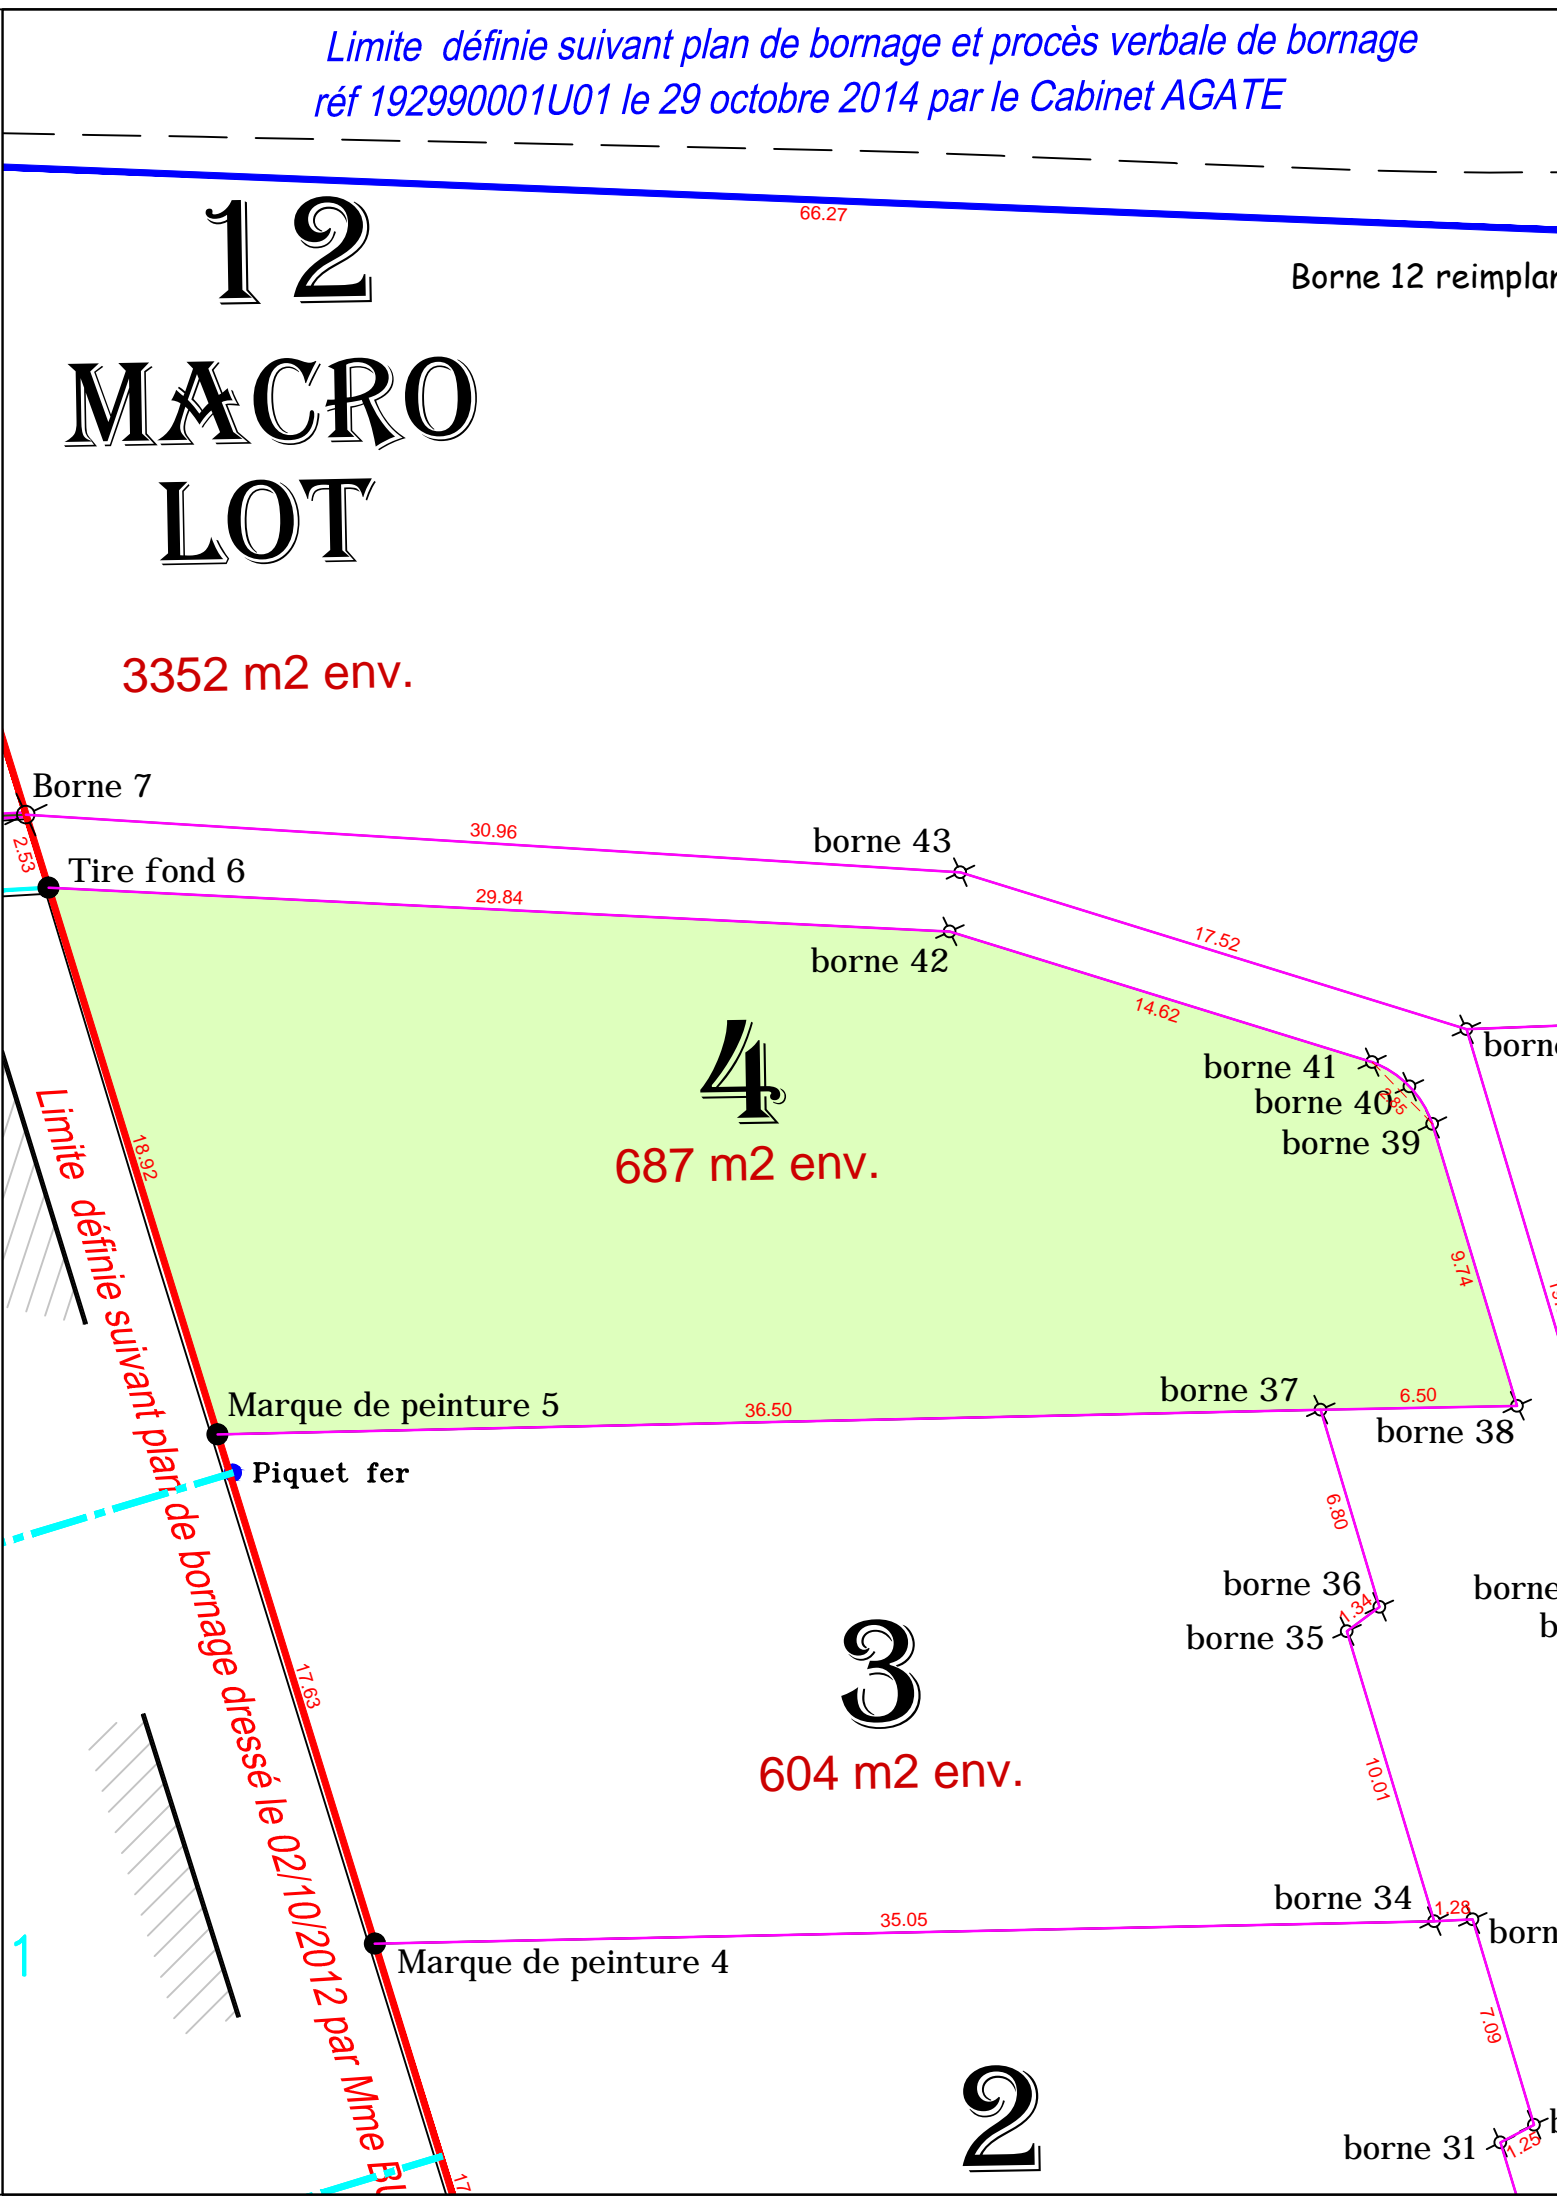 Limite définie suivant plan de bornage et procès verbale de bornage
réf 192990001U01 le 29 octobre 2014 par le Cabinet AGATE
66.27
12
Borne 12
MACRO
LOT
3352 m2 env.
Borne 7
30.96
borne 43
2.53
Tire fond 6
29.84
17.52
borne 42
14.62
4
borne 41
borne 40
2.85
borne 39
687 m2 env.
18.92
9.74
Limite définie suivant plan de bornage dressé le 02/10/2012 par Mme
Marque de peinture 5
36.50
borne 37
6.50
borne 38
Piquet fer
6.80
borne 36
1.34
borne
borne 35
3
17.63
604 m2 env.
10.01
borne 34
1.28
35.05
1
Marque de peinture 4
7.09
2
borne 31
1.25
17